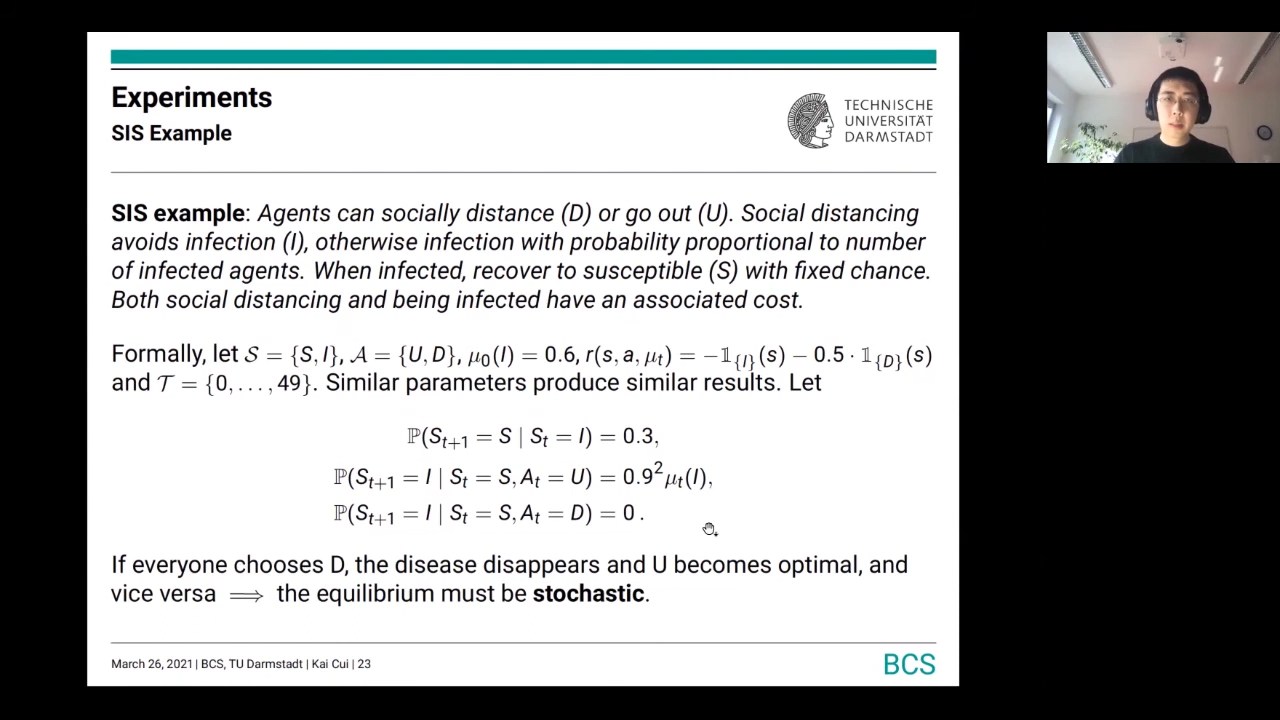 Experiments
SIS Example
TECHNISCHE
UNIVERSITÄT
DARMSTADT
SIS example: Agents can socially distance (D) or go out (U). Social distancing
avoids infection (I), otherwise infection with probability proportional to number
of infected agents. When infected, recover to susceptible (S) with fixed chance.
Both social distancing and being infected have an associated cost.
Formally, let 𝒮 = {S, I}, 𝒜 = {U, D}, μ₀(I) = 0.6, r(s, a, μₜ) = −𝟙_{I}(s) − 0.5 · 𝟙_{D}(s)
and 𝒯 = {0, . . . , 49}. Similar parameters produce similar results. Let
ℙ(Sₜ₊₁ = S | Sₜ = I) = 0.3,
ℙ(Sₜ₊₁ = I | Sₜ = S, Aₜ = U) = 0.9²μₜ(I),
ℙ(Sₜ₊₁ = I | Sₜ = S, Aₜ = D) = 0 .
If everyone chooses D, the disease disappears and U becomes optimal, and
vice versa ⟹ the equilibrium must be stochastic.
March 26, 2021 | BCS, TU Darmstadt | Kai Cui | 23
BCS